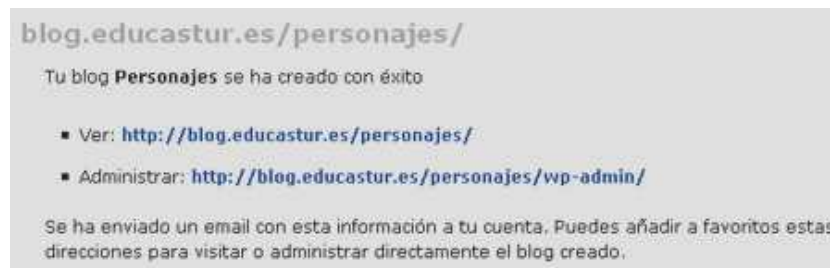 blog.educastur.es/personajes/
Tu blog Personajes se ha creado con éxito
▪ Ver: http://blog.educastur.es/personajes/
▪ Administrar: http://blog.educastur.es/personajes/wp-admin/
Se ha enviado un email con esta información a tu cuenta. Puedes añadir a favoritos estas
direcciones para visitar o administrar directamente el blog creado.